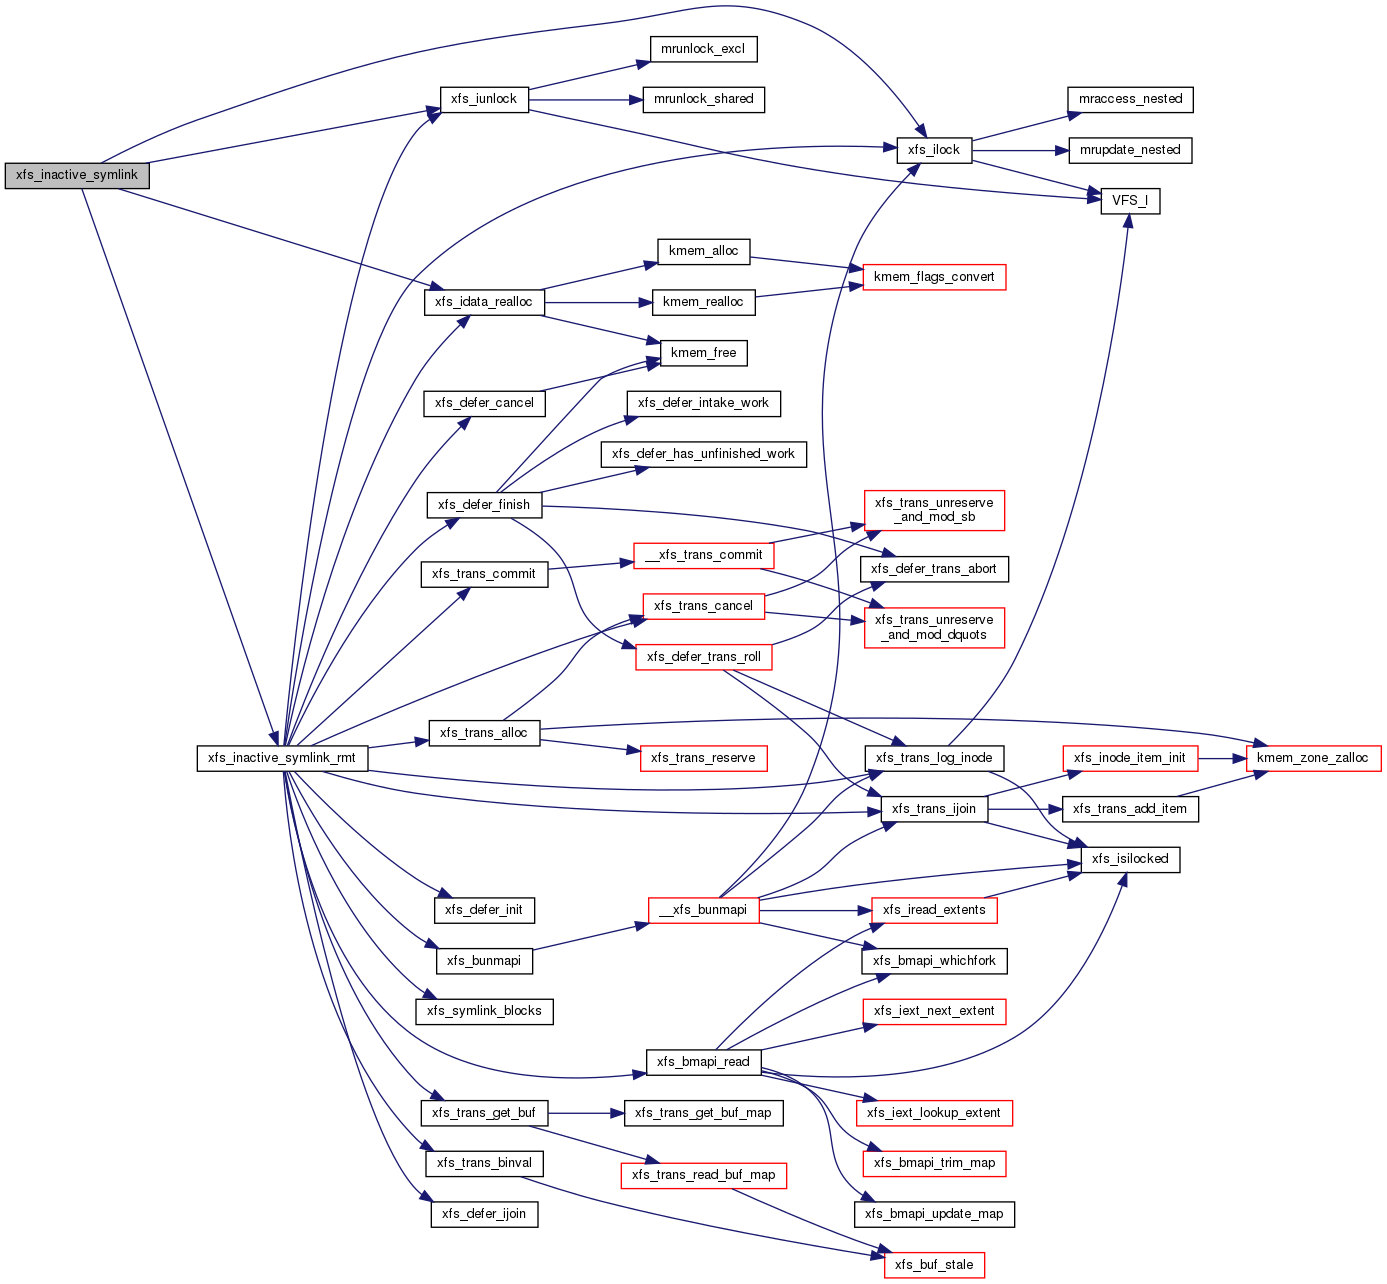 mrunlock_excl
xfs_iunlock
mrunlock_shared
mraccess_nested
xfs_ilock
mrupdate_nested
xfs_inactive_symlink
VFS_I
kmem_alloc
kmem_flags_convert
xfs_idata_realloc
kmem_realloc
kmem_free
xfs_defer_cancel
xfs_defer_intake_work
xfs_defer_has_unfinished_work
xfs_defer_finish
xfs_trans_unreserve
_and_mod_sb
__xfs_trans_commit
xfs_defer_trans_abort
xfs_trans_commit
xfs_trans_cancel
xfs_trans_unreserve
_and_mod_dquots
xfs_defer_trans_roll
xfs_trans_alloc
xfs_inactive_symlink_rmt
xfs_trans_reserve
xfs_trans_log_inode
xfs_inode_item_init
kmem_zone_zalloc
xfs_trans_ijoin
xfs_trans_add_item
xfs_isilocked
xfs_defer_init
__xfs_bunmapi
xfs_iread_extents
xfs_bunmapi
xfs_bmapi_whichfork
xfs_symlink_blocks
xfs_iext_next_extent
xfs_bmapi_read
xfs_trans_get_buf
xfs_trans_get_buf_map
xfs_iext_lookup_extent
xfs_trans_binval
xfs_bmapi_trim_map
xfs_trans_read_buf_map
xfs_defer_ijoin
xfs_bmapi_update_map
xfs_buf_stale